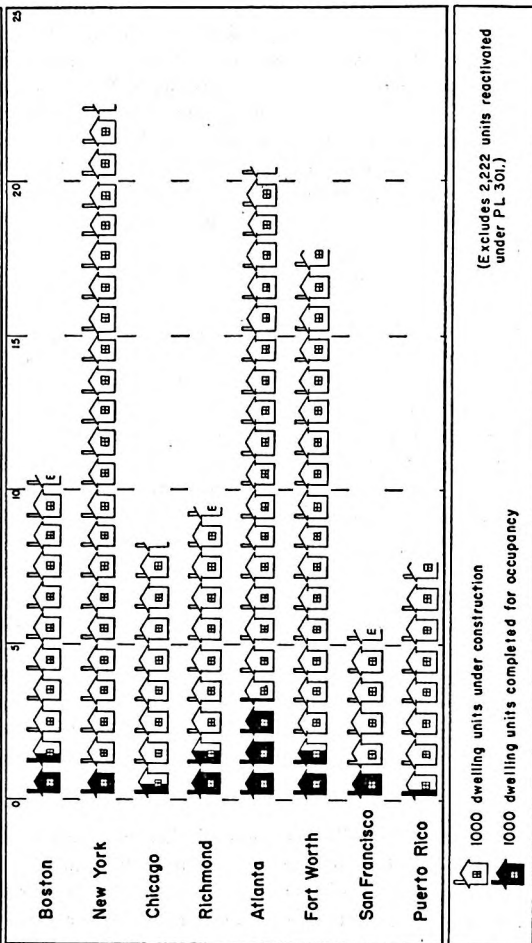 0 5 10 15 20 25
Boston
New York
Chicago
Richmond
Atlanta
Fort Worth
San Francisco
Puerto Rico
1000 dwelling units under construction
1000 dwelling units completed for occupancy
(Excludes 2,222 units reactivated
under PL 301.)